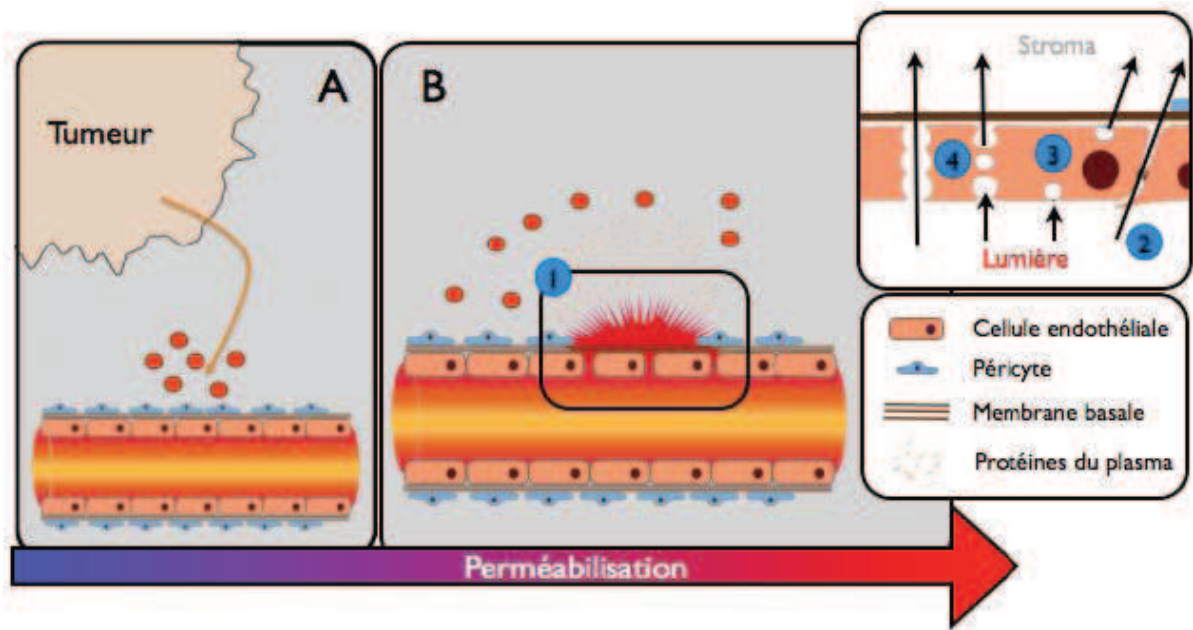 A
Tumeur
B
1
Stroma
4
3
2
Lumière
Cellule endothéliale
Péricyte
Membrane basale
Protéines du plasma
Perméabilisation